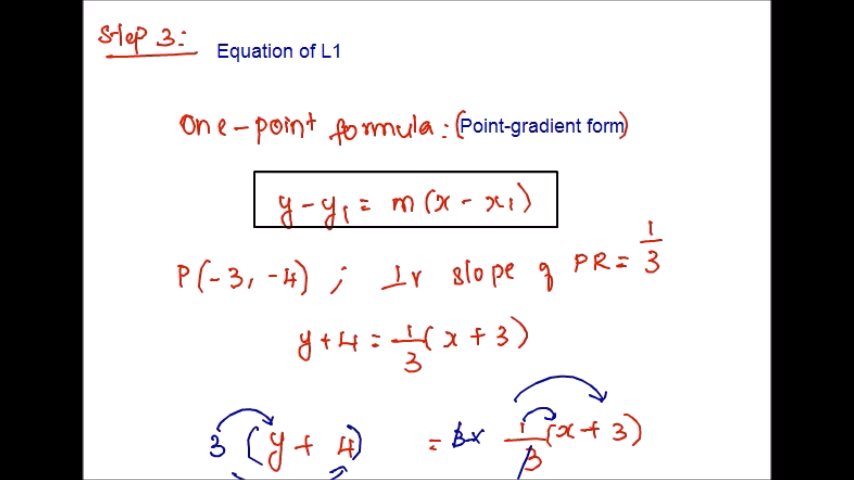 Step 3: Equation of L1
One-point formula: (Point-gradient form)
y - y₁ = m(x - x₁)
P(-3, -4) ; ⊥r slope of PR = 1/3
y + 4 = 1/3 (x + 3)
3 (y + 4) = 3 × 1/3 (x + 3)